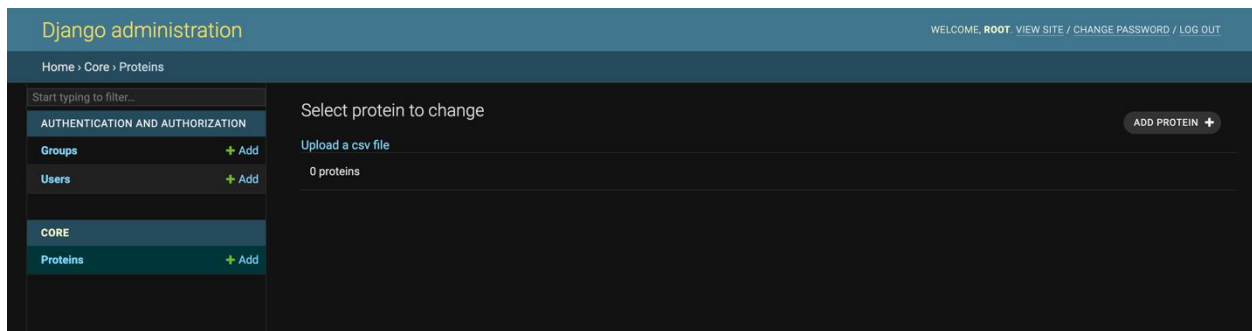 Django administration
WELCOME, ROOT. VIEW SITE / CHANGE PASSWORD / LOG OUT
Home › Core › Proteins
Start typing to filter...
AUTHENTICATION AND AUTHORIZATION
Groups + Add
Users + Add
CORE
Proteins + Add
Select protein to change
ADD PROTEIN +
Upload a csv file
0 proteins